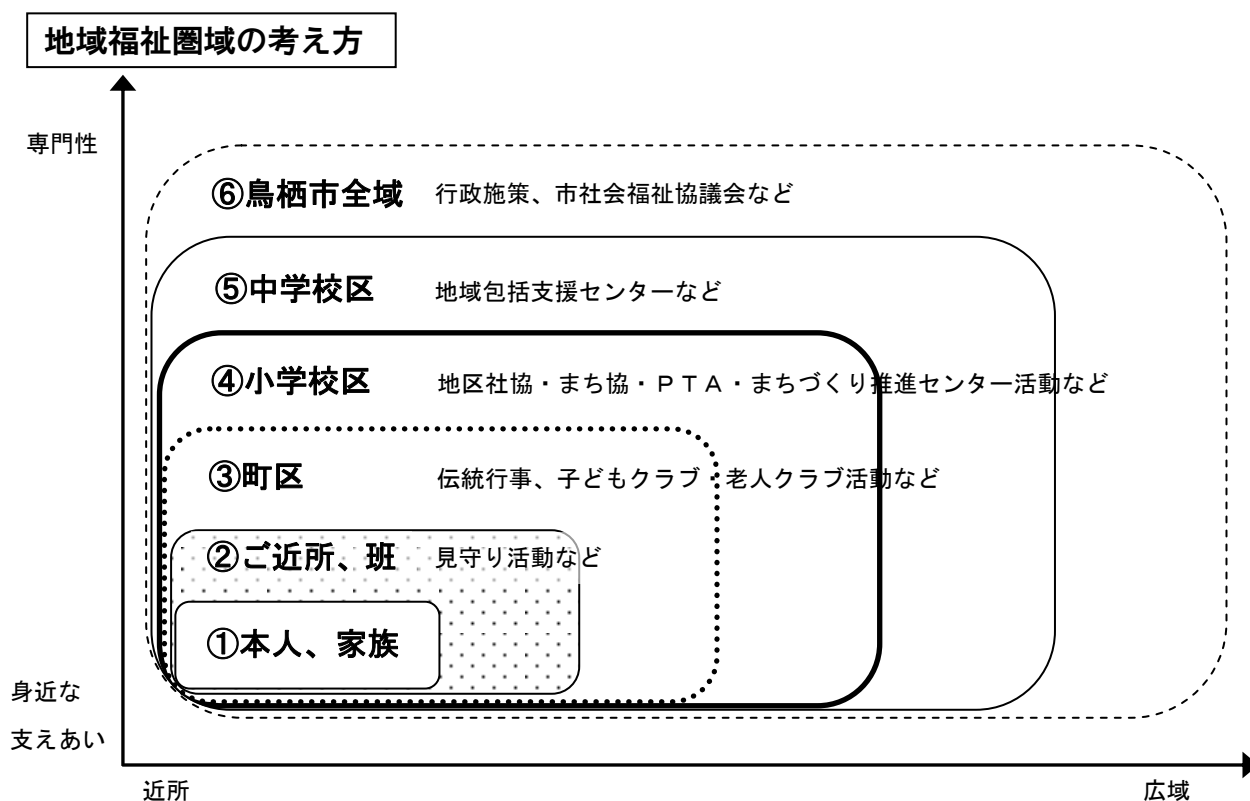 地域福祉圏域の考え方
専門性
⑥鳥栖市全域 行政施策、市社会福祉協議会など
⑤中学校区 地域包括支援センターなど
④小学校区 地区社協・まち協・ＰＴＡ・まちづくり推進センター活動など
③町区 伝統行事、子どもクラブ・老人クラブ活動など
②ご近所、班 見守り活動など
①本人、家族
身近な
支えあい
近所 広域